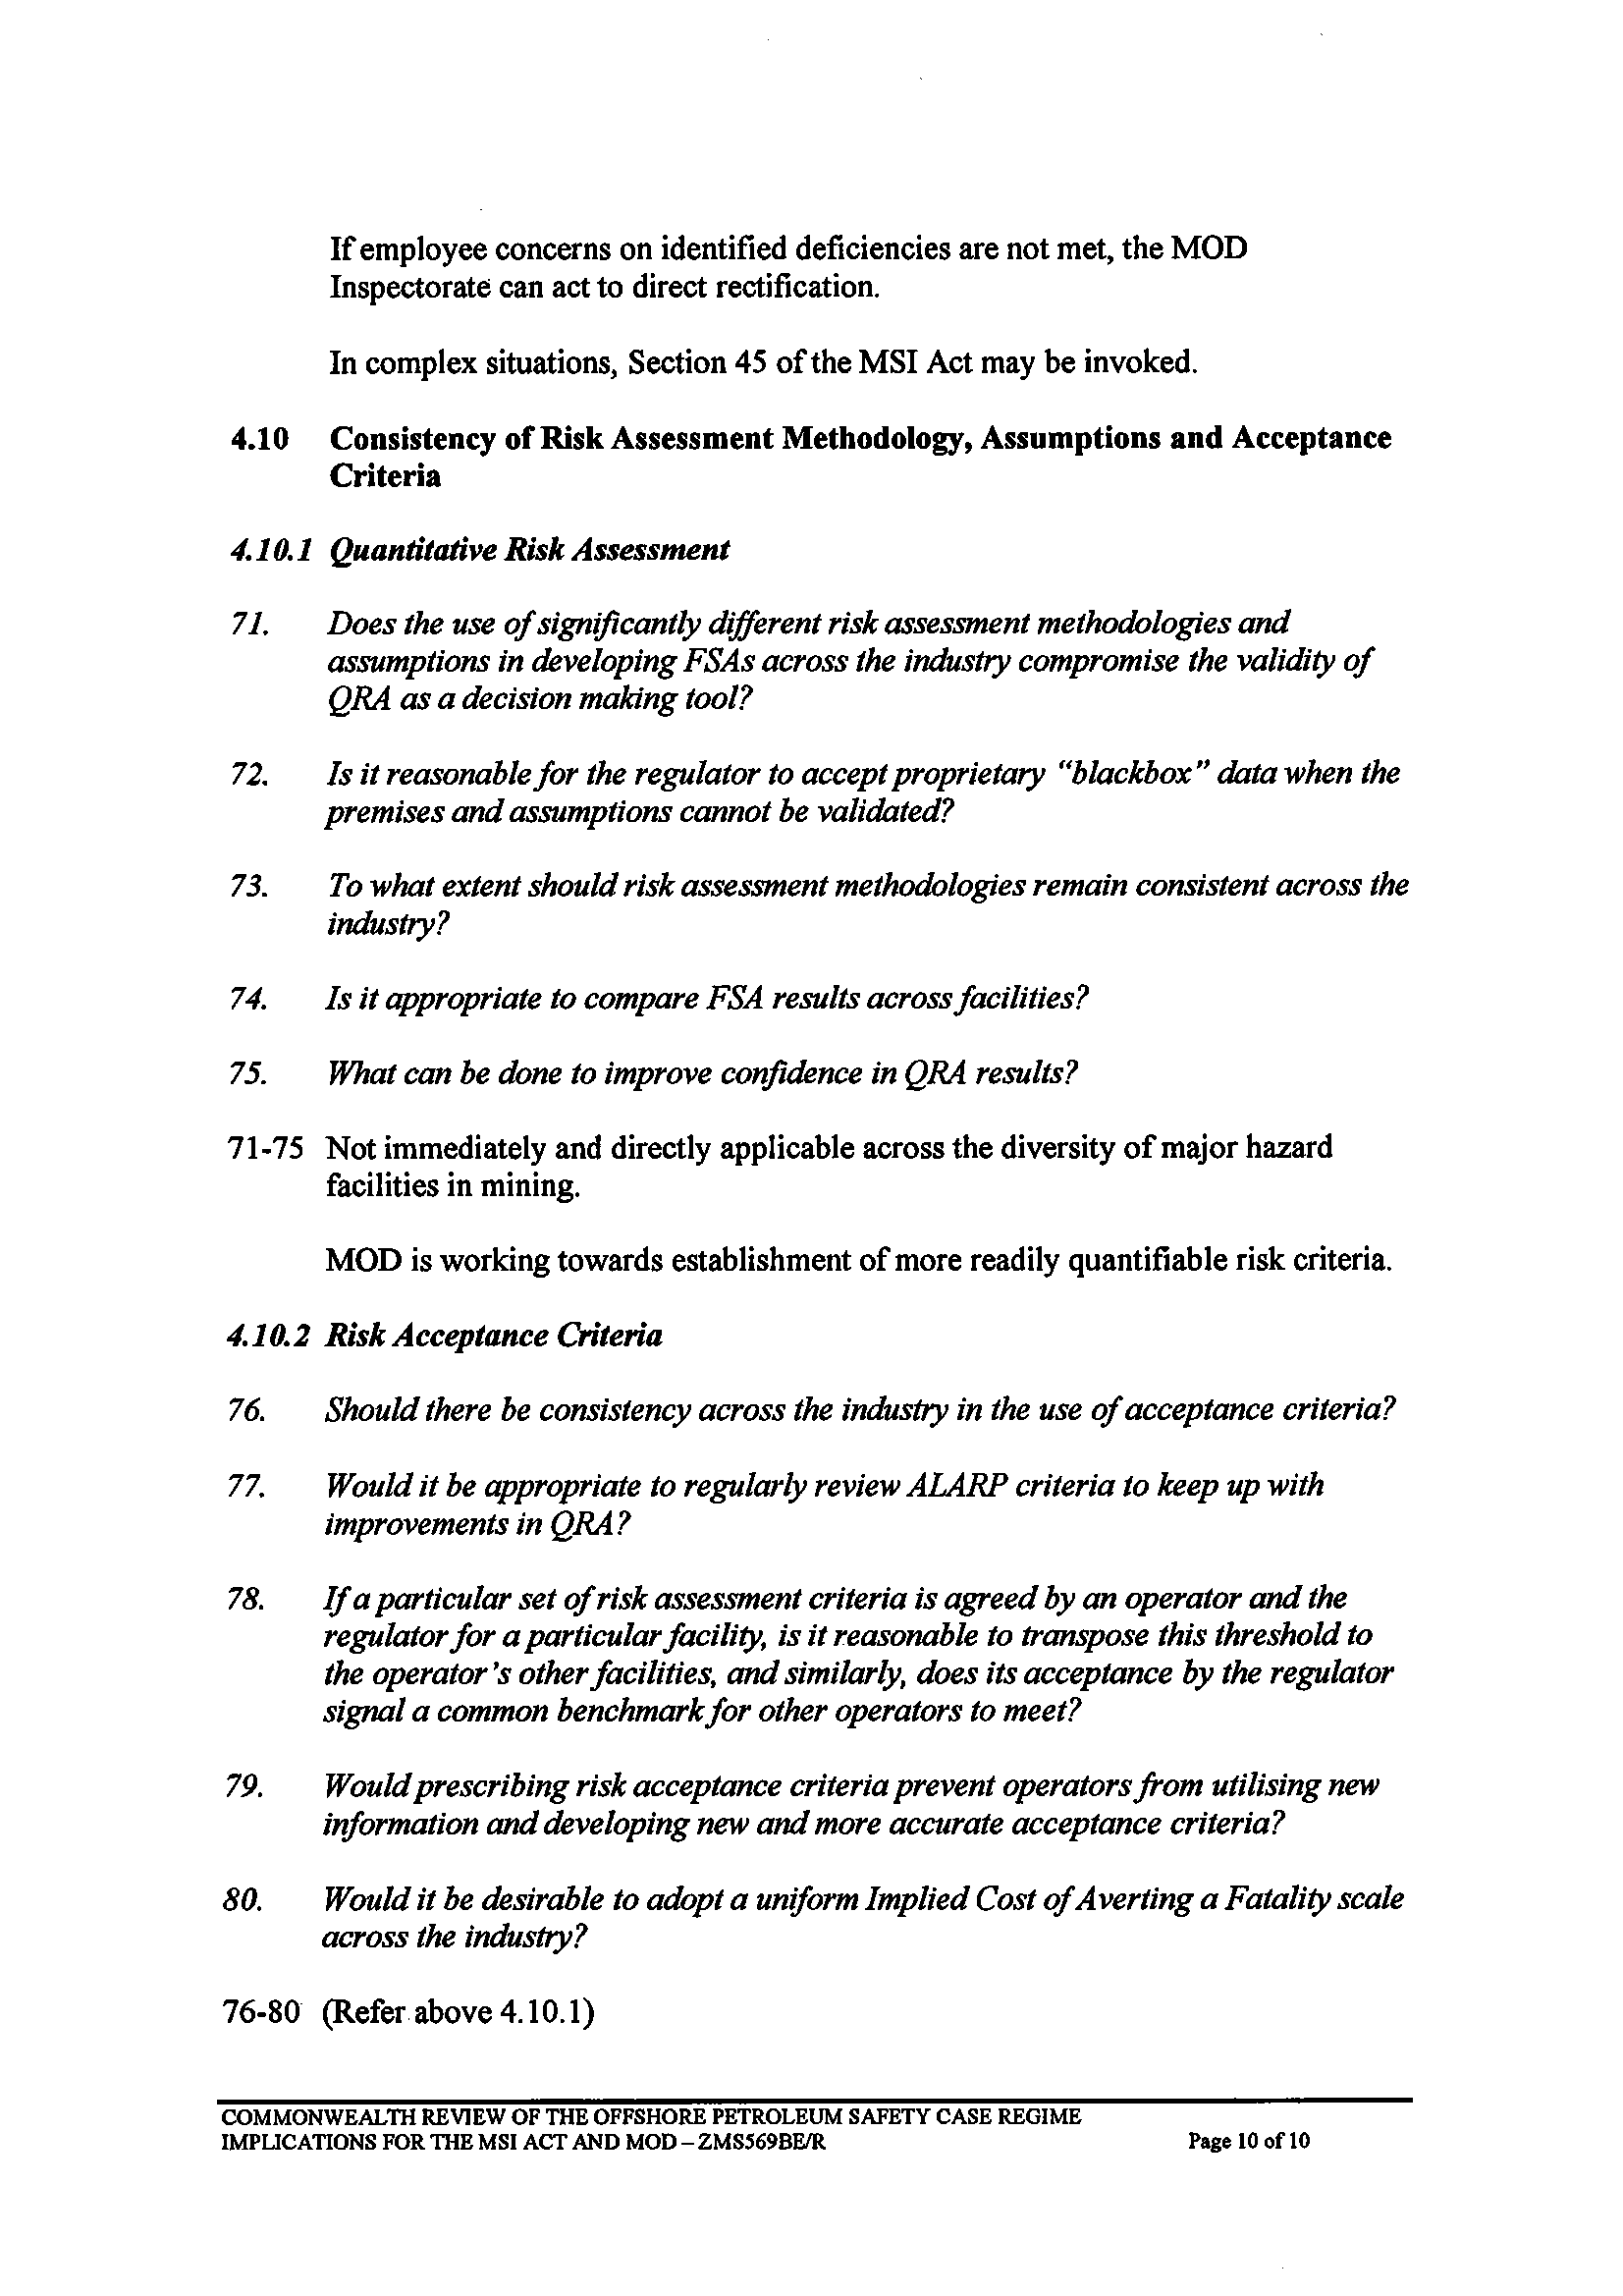 If employee concerns on identified deficiencies are not met, the MOD
Inspectorate can act to direct rectification.
In complex situations, Section 45 of the MSI Act may be invoked.
4.10 Consistency of Risk Assessment Methodology, Assumptions and Acceptance
Criteria
4.10.1 Quantitative Risk Assessment
71. Does the use of significantly different risk assessment methodologies and
assumptions in developing FSAs across the industry compromise the validity of
QRA as a decision making tool?
72. Is it reasonable for the regulator to accept proprietary "blackbox" data when the
premises and assumptions cannot be validated?
73. To what extent should risk assessment methodologies remain consistent across the
industry?
74. Is it appropriate to compare FSA results across facilities?
75. What can be done to improve confidence in QRA results?
71-75 Not immediately and directly applicable across the diversity of major hazard
facilities in mining.
MOD is working towards establishment of more readily quantifiable risk criteria.
4.10.2 Risk Acceptance Criteria
76. Should there be consistency across the industry in the use of acceptance criteria?
77. Would it be appropriate to regularly review ALARP criteria to keep up with
improvements in QRA?
78. If a particular set of risk assessment criteria is agreed by an operator and the
regulator for a particular facility, is it reasonable to transpose this threshold to
the operator's other facilities, and similarly, does its acceptance by the regulator
signal a common benchmark for other operators to meet?
79. Would prescribing risk acceptance criteria prevent operators from utilising new
information and developing new and more accurate acceptance criteria?
80. Would it be desirable to adopt a uniform Implied Cost of Averting a Fatality scale
across the industry?
76-80 (Refer above 4.10.1)
COMMONWEALTH REVIEW OF THE OFFSHORE PETROLEUM SAFETY CASE REGIME
IMPLICATIONS FOR THE MSI ACT AND MOD – ZMS569BE/R Page 10 of 10